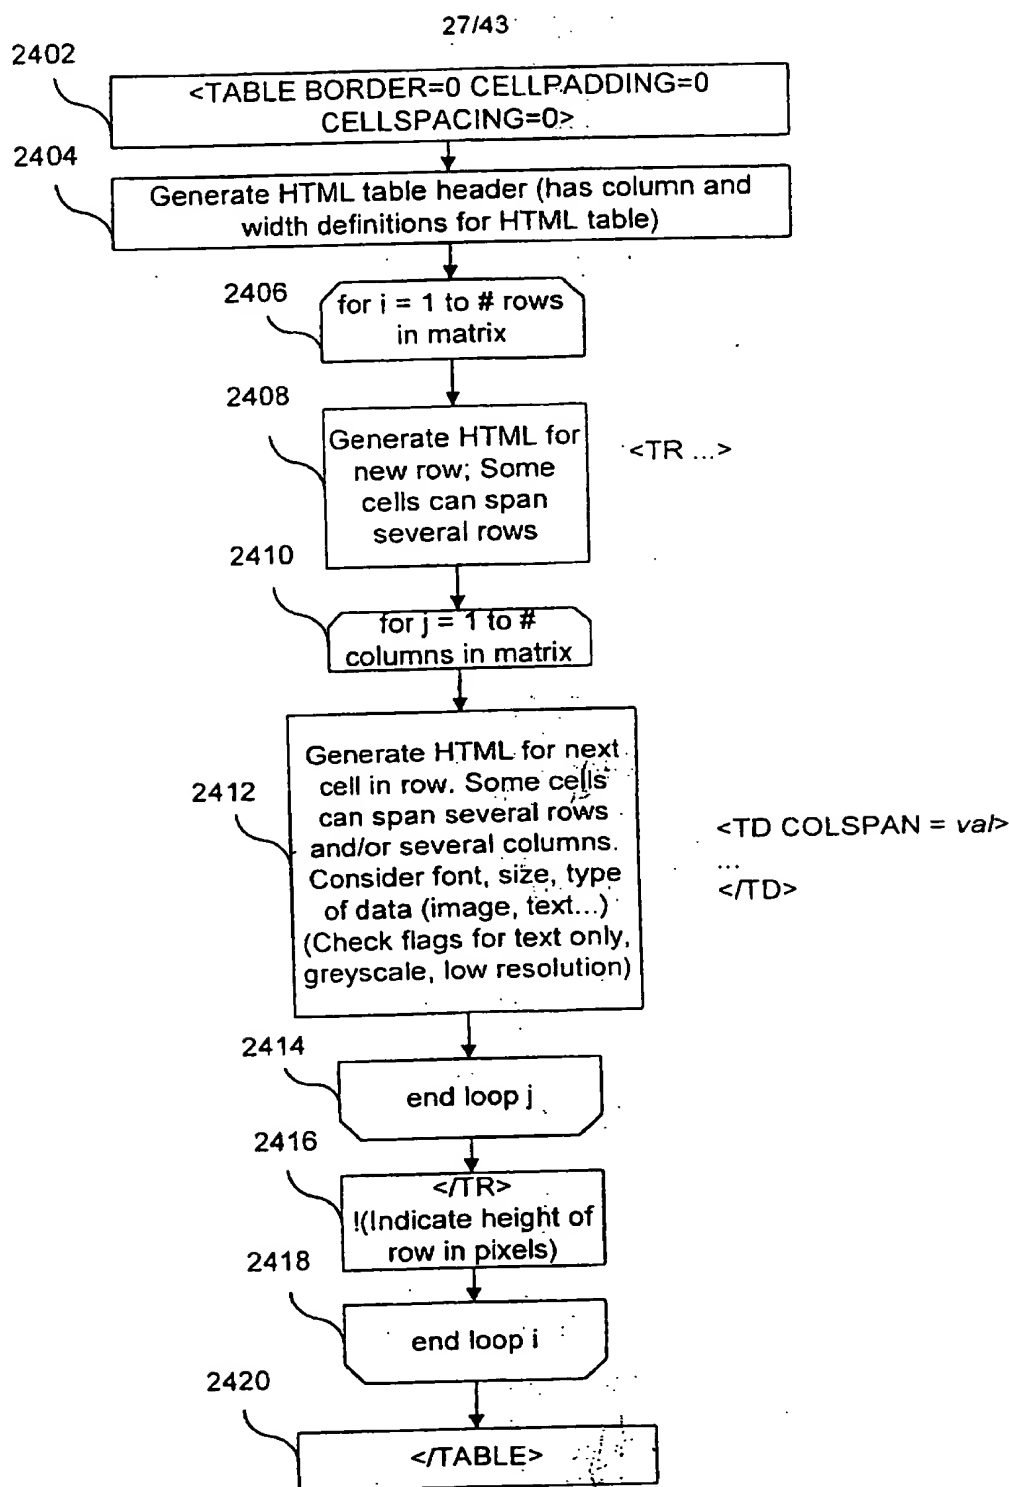 27/43
2402
<TABLE BORDER=0 CELLPADDING=0
CELLSPACING=0>
2404
Generate HTML table header (has column and
width definitions for HTML table)
2406
for i = 1 to # rows
in matrix
2408
Generate HTML for
new row; Some
cells can span
several rows
<TR ...>
2410
for j = 1 to #
columns in matrix
2412
Generate HTML for next
cell in row. Some cells
can span several rows
and/or several columns.
Consider font, size, type
of data (image, text...)
(Check flags for text only,
greyscale, low resolution)
<TD COLSPAN = val>
...
</TD>
2414
end loop j
2416
</TR>
!(Indicate height of
row in pixels)
2418
end loop i
2420
</TABLE>